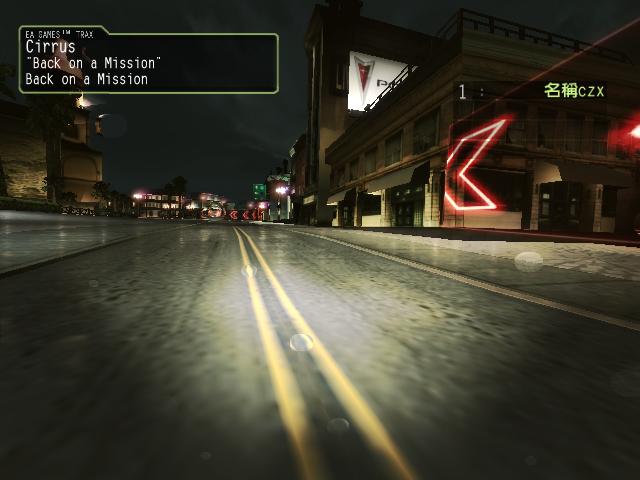 EA GAMES™ TRAX
Cirrus
"Back on a Mission"
Back on a Mission
1 : 名稱czx